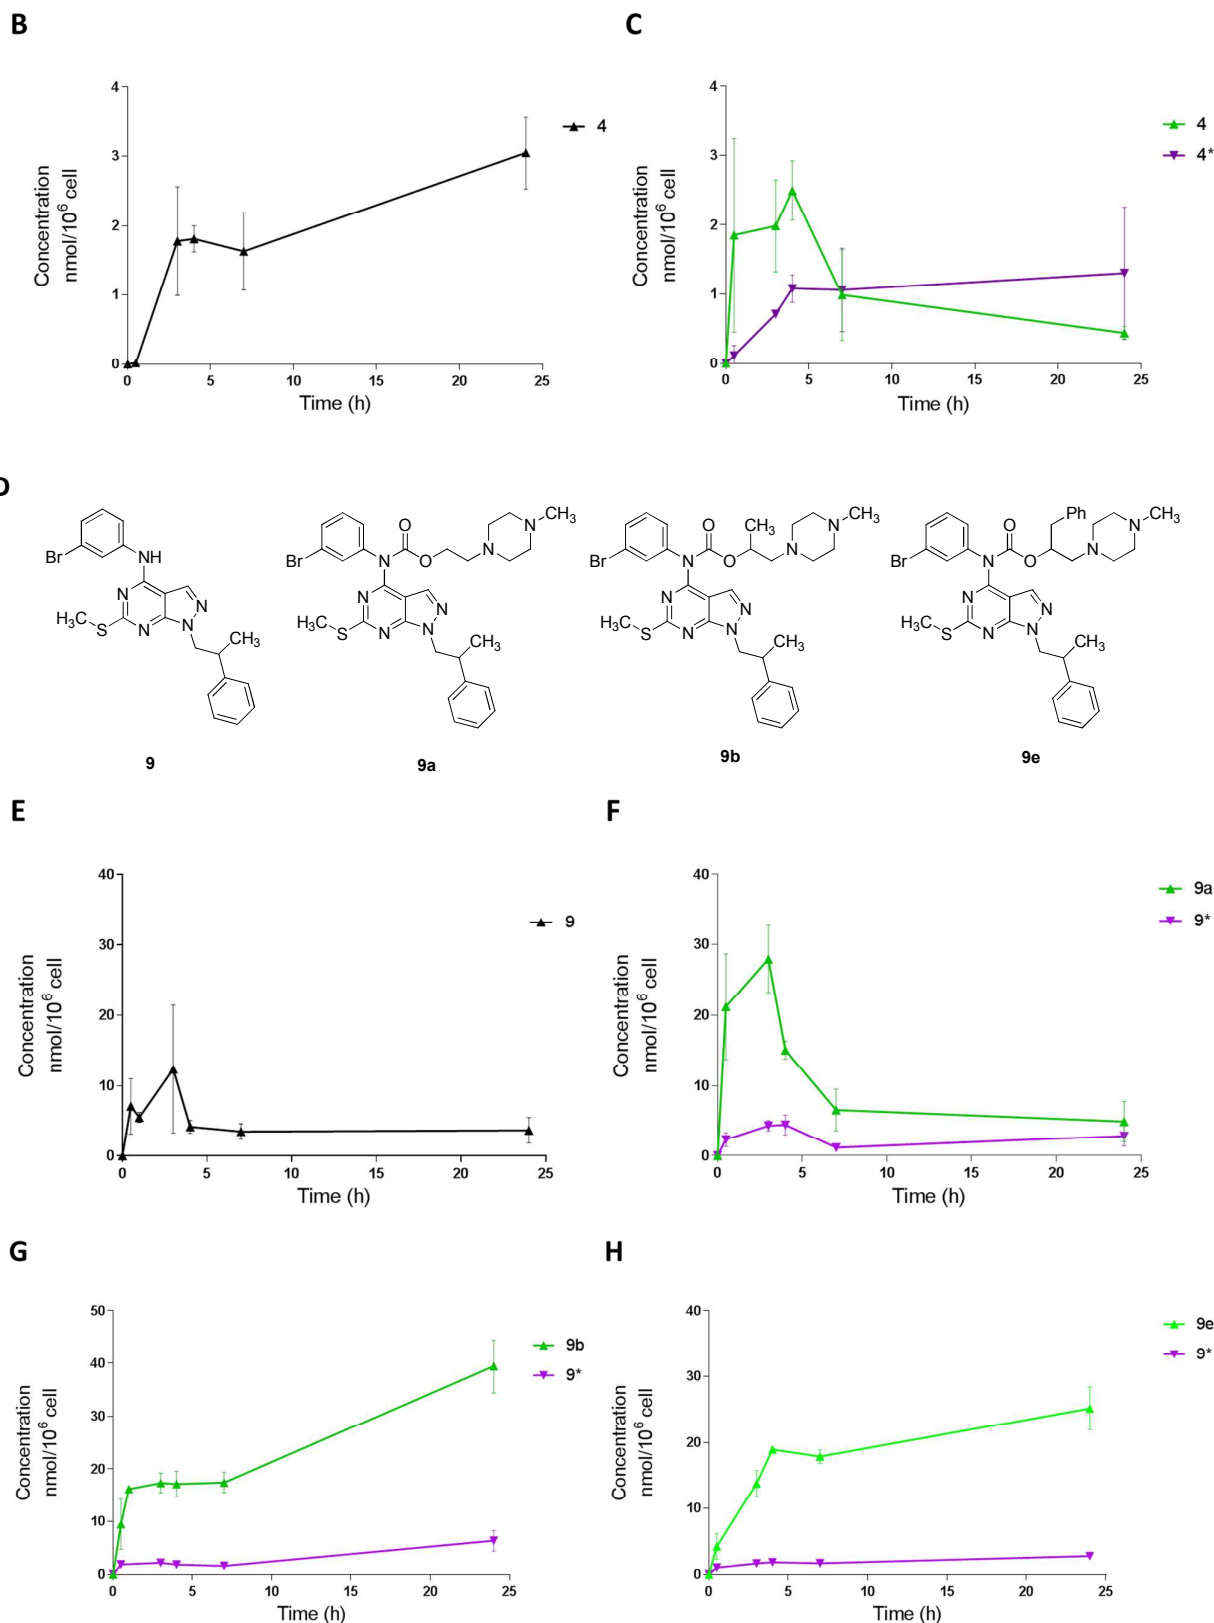 B
C
4
3
2
1
0
0 5 10 15 20 25
Concentration
nmol/10⁶ cell
Time (h)
4
4
3
2
1
0
0 5 10 15 20 25
Concentration
nmol/10⁶ cell
Time (h)
4
4*
D
Br
NH
N
N
N
N
H₃C
S
CH₃
9
Br
N
O
O
N
N
CH₃
N
N
N
N
H₃C
S
CH₃
9a
Br
N
O
O
CH₃
N
N
CH₃
N
N
N
N
H₃C
S
CH₃
9b
Br
N
O
O
Ph
N
N
CH₃
N
N
N
N
H₃C
S
CH₃
9e
E
F
40
30
20
10
0
0 5 10 15 20 25
Concentration
nmol/10⁶ cell
Time (h)
9
40
30
20
10
0
0 5 10 15 20 25
Concentration
nmol/10⁶ cell
Time (h)
9a
9*
G
H
50
40
30
20
10
0
0 5 10 15 20 25
Concentration
nmol/10⁶ cell
Time (h)
9b
9*
40
30
20
10
0
0 5 10 15 20 25
Concentration
nmol/10⁶ cell
Time (h)
9e
9*